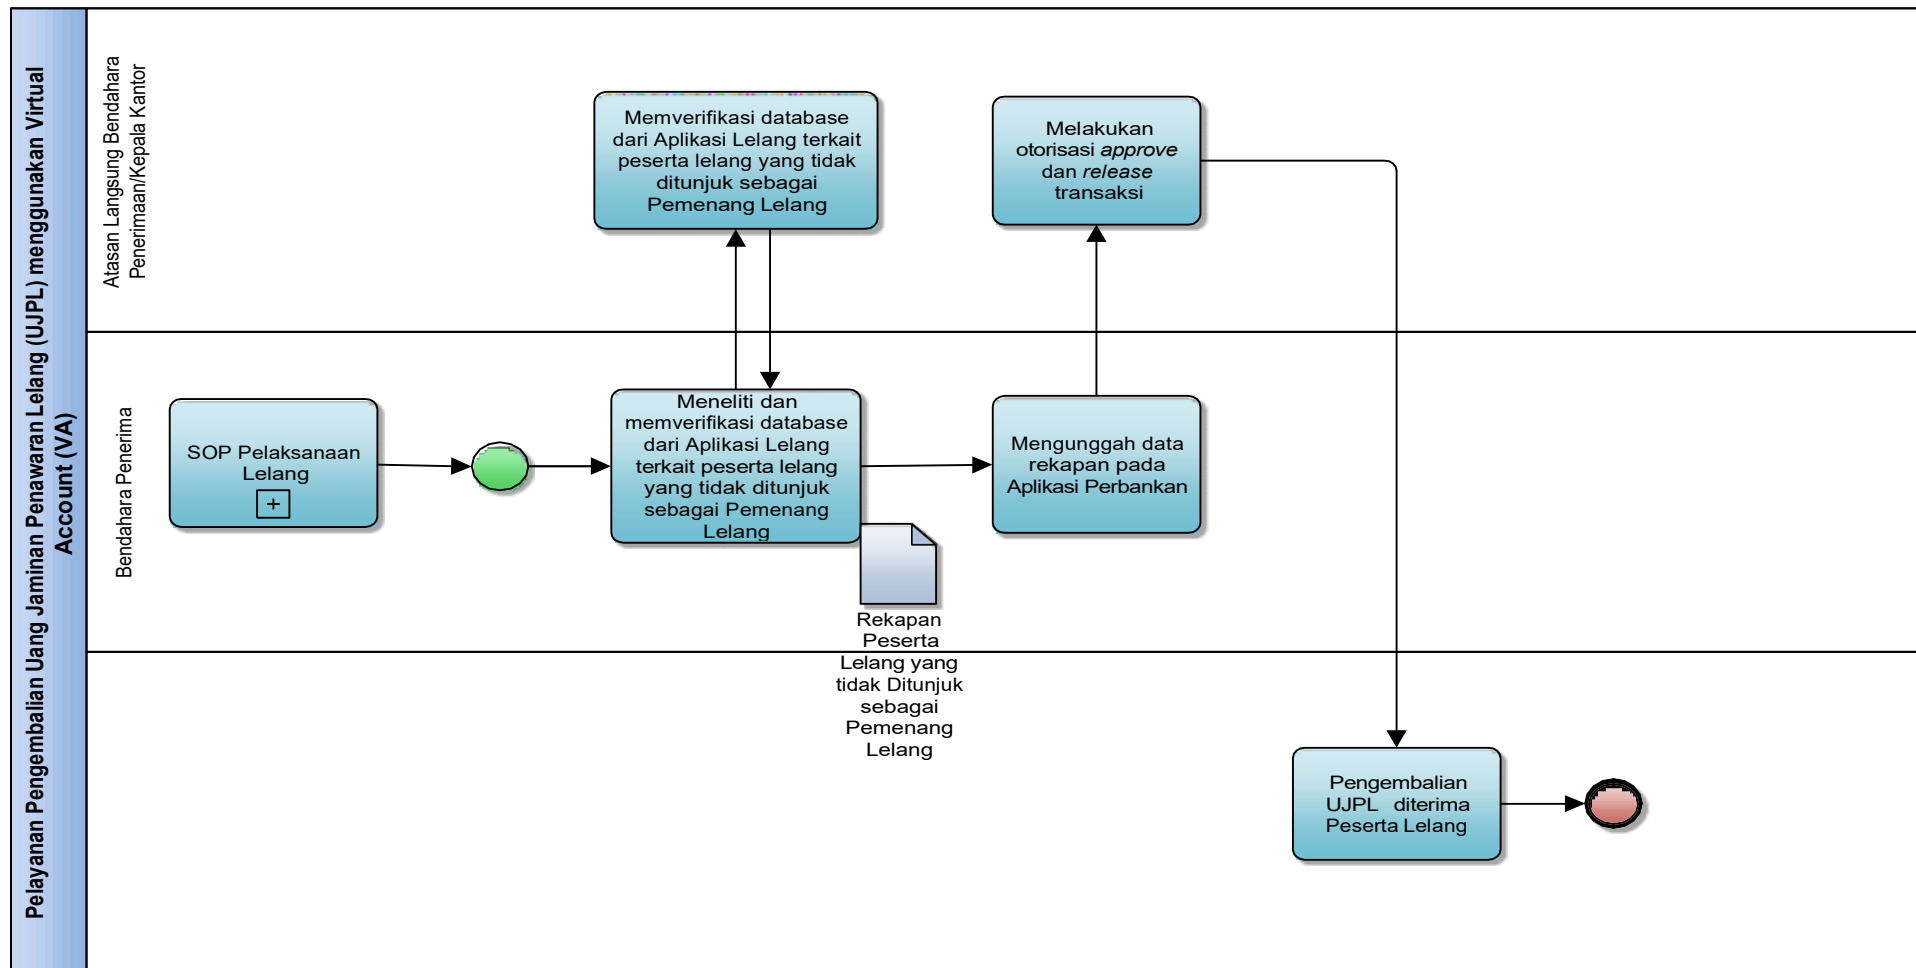 Pelayanan Pengembalian Uang Jaminan Penawaran Lelang (UJPL) menggunakan Virtual
Account (VA)
Atasan Langsung Bendahara
Penerimaan/Kepala Kantor
Memverifikasi database
dari Aplikasi Lelang terkait
peserta lelang yang tidak
ditunjuk sebagai
Pemenang Lelang
Melakukan
otorisasi approve
dan release
transaksi
Bendahara Penerima
SOP Pelaksanaan
Lelang
+
Meneliti dan
memverifikasi database
dari Aplikasi Lelang
terkait peserta lelang
yang tidak ditunjuk
sebagai Pemenang
Lelang
Mengunggah data
rekapan pada
Aplikasi Perbankan
Rekapan
Peserta
Lelang yang
tidak Ditunjuk
sebagai
Pemenang
Lelang
Pengembalian
UJPL diterima
Peserta Lelang